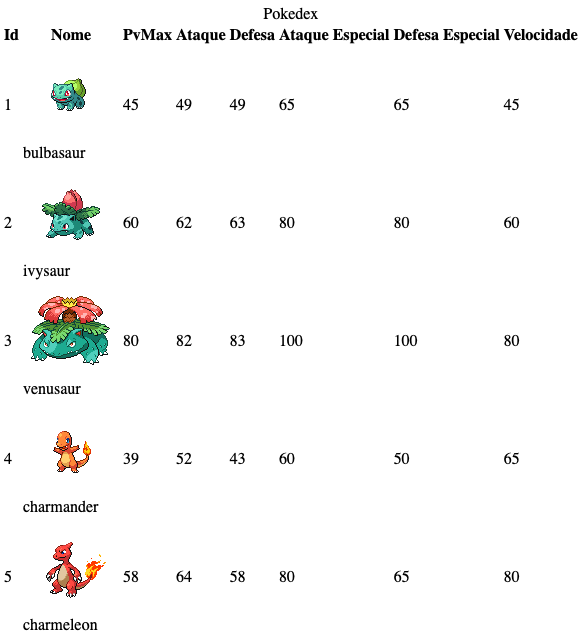 Pokedex
Id Nome PvMax Ataque Defesa Ataque Especial Defesa Especial Velocidade
1 45 49 49 65 65 45
bulbasaur
2 60 62 63 80 80 60
ivysaur
3 80 82 83 100 100 80
venusaur
4 39 52 43 60 50 65
charmander
5 58 64 58 80 65 80
charmeleon